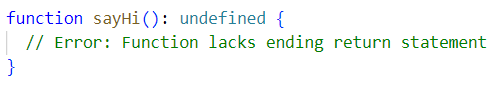 function sayHi(): undefined {
  // Error: Function lacks ending return statement
}